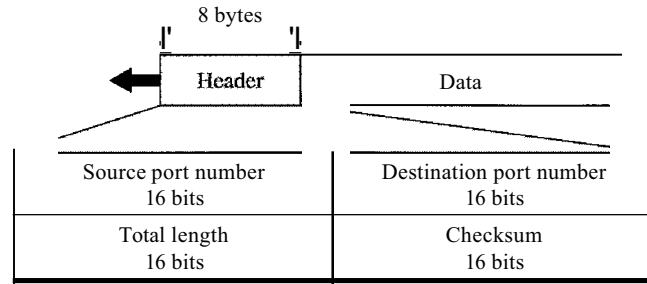 8 bytes
Header
Data
Source port number
16 bits
Destination port number
16 bits
Total length
16 bits
Checksum
16 bits